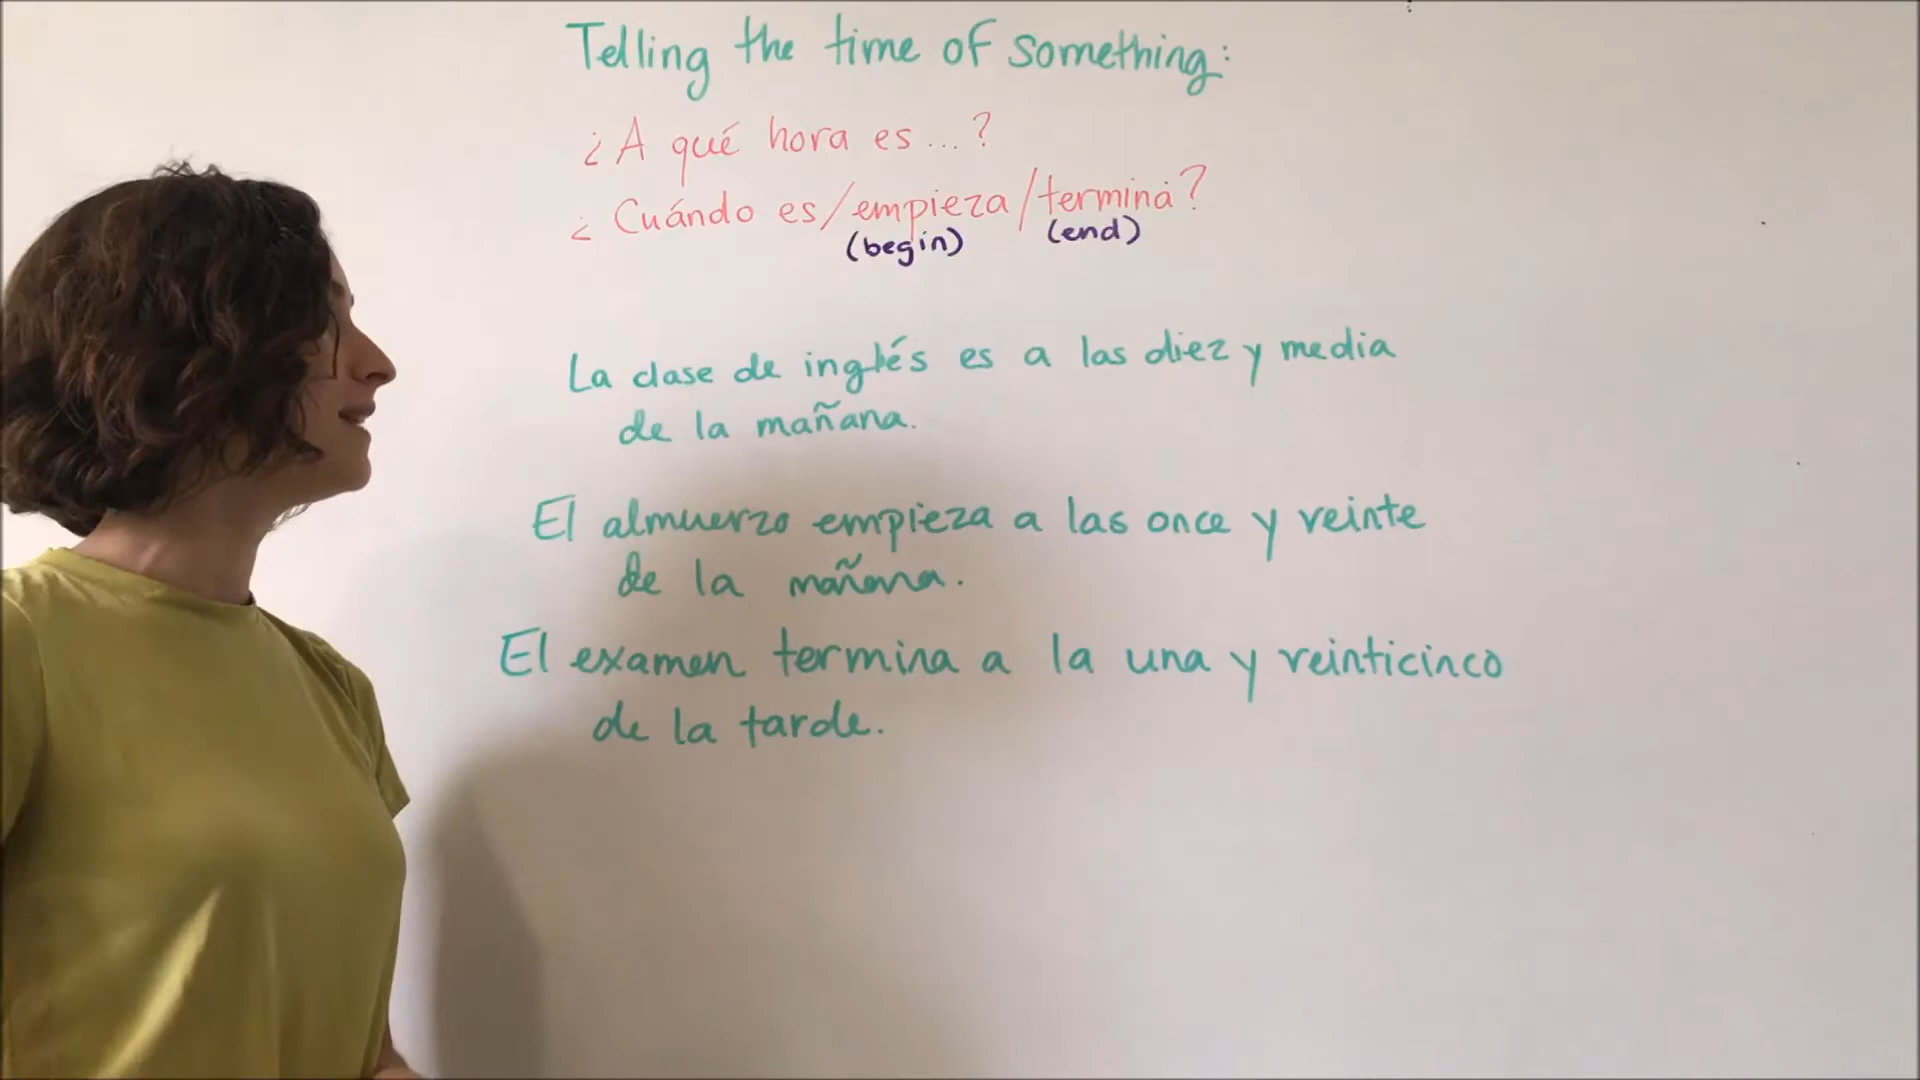 Telling the time of something:
¿A qué hora es...?
¿Cuándo es/empieza/termina?
(begin) (end)
La clase de inglés es a las diez y media
de la mañana.
El almuerzo empieza a las once y veinte
de la mañana.
El examen termina a la una y veinticinco
de la tarde.